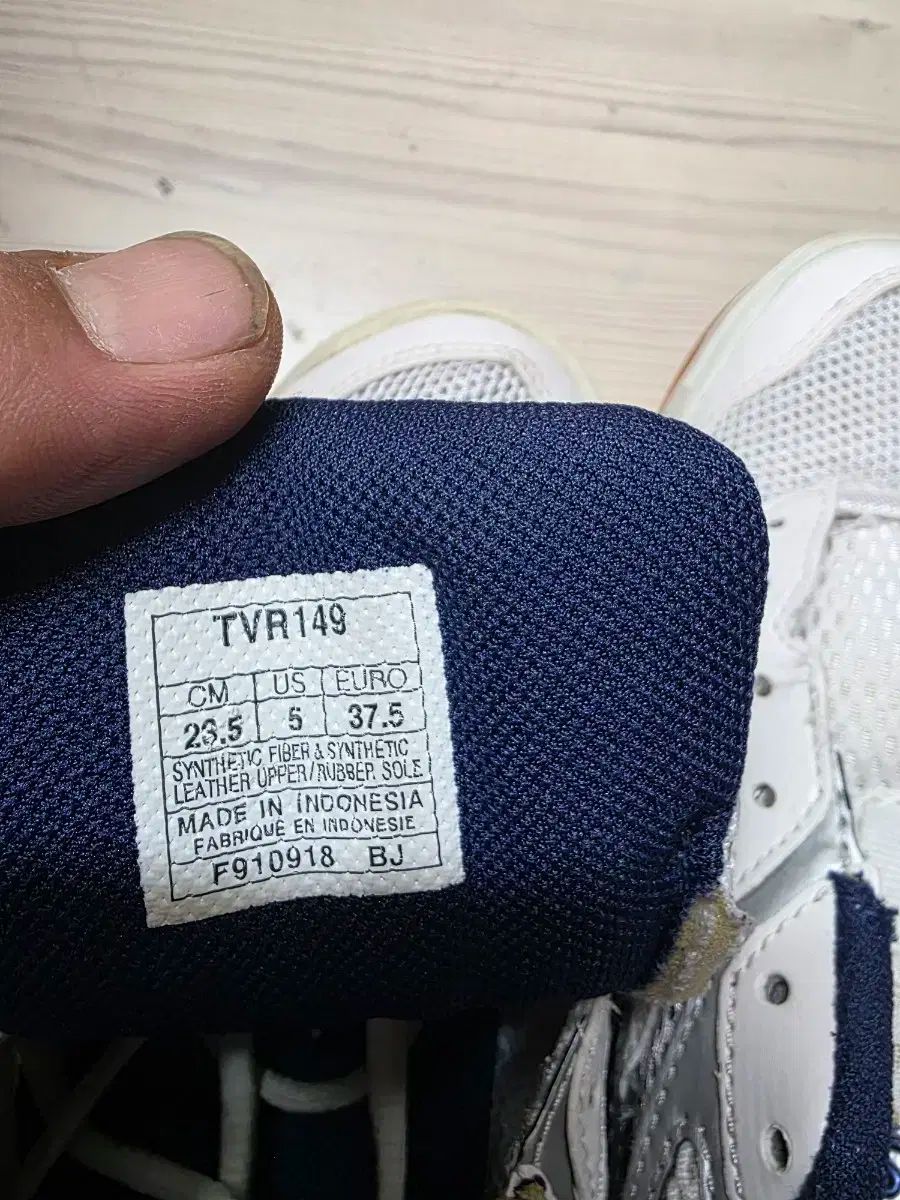 TVR149
CM US EURO
23.5 5 37.5
SYNTHETIC FIBER & SYNTHETIC
LEATHER UPPER/RUBBER SOLE
MADE IN INDONESIA
FABRIQUÉ EN INDONESIE
F910918 BJ